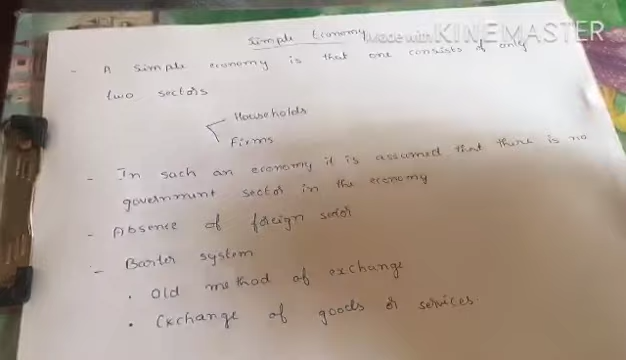 Simple Economy
Made with KINEMASTER
- A simple economy is that one consists of only
two sectors
Households
Firms
- In such an economy it is assumed that there is no
government sector in the economy
- Absence of foreign sector
- Barter system
• Old method of exchange
• Exchange of goods or services